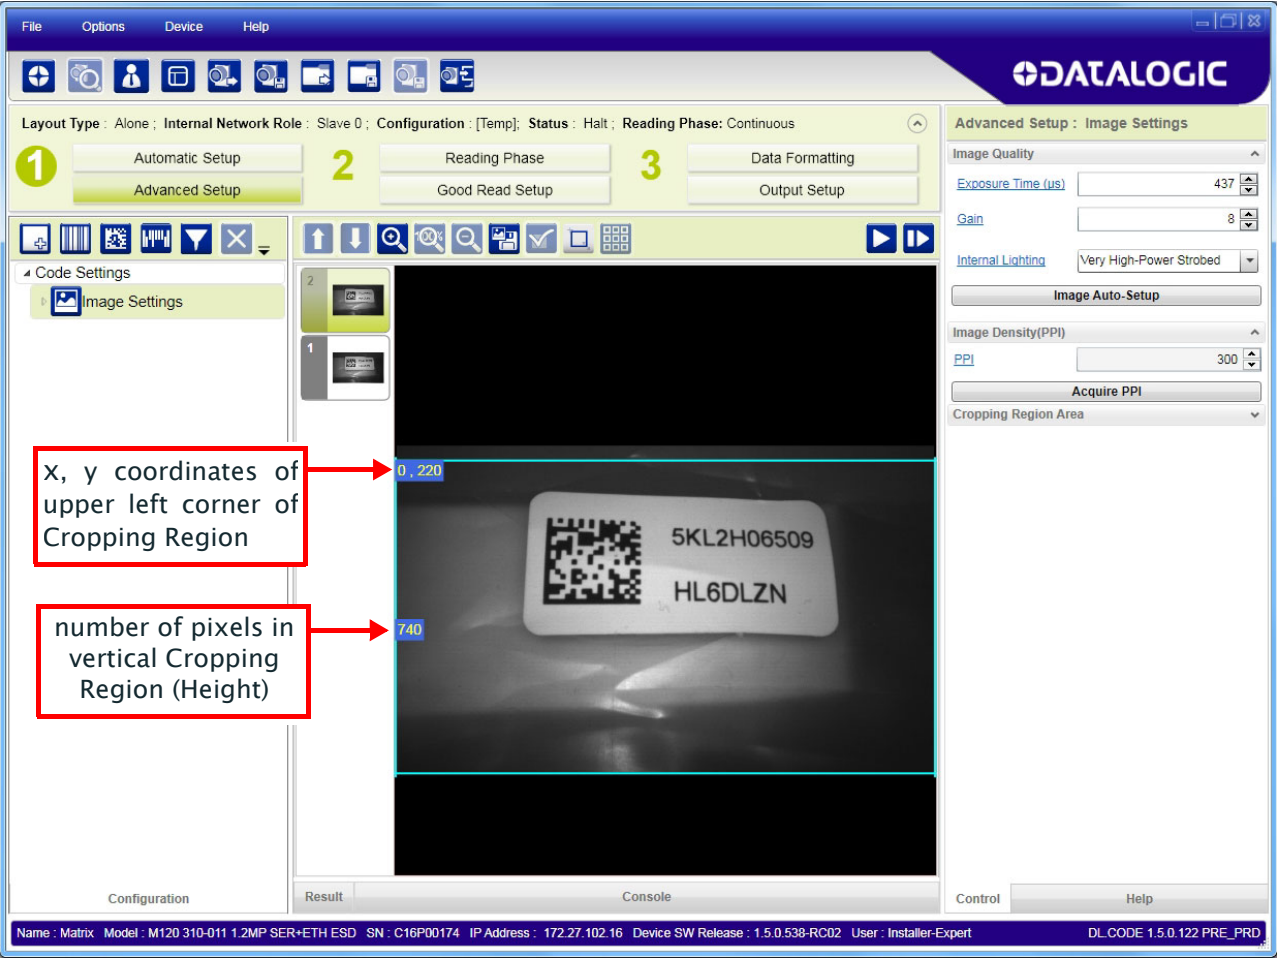 File Options Device Help
DATALOGIC
Layout Type : Alone ; Internal Network Role : Slave 0 ; Configuration : [Temp]; Status : Halt ; Reading Phase: Continuous
1 Automatic Setup 2 Reading Phase 3 Data Formatting
Advanced Setup Good Read Setup Output Setup
Advanced Setup : Image Settings
Image Quality
Exposure Time (µs) 437
Gain 8
Internal Lighting Very High-Power Strobed
Image Auto-Setup
Image Density(PPI)
PPI 300
Acquire PPI
Cropping Region Area
100%
Code Settings
Image Settings
2
1
x, y coordinates of
upper left corner of
Cropping Region
0 , 220
5KL2H06509
HL6DLZN
number of pixels in
vertical Cropping
Region (Height)
740
Configuration
Result Console
Control Help
Name : Matrix Model : M120 310-011 1.2MP SER+ETH ESD SN : C16P00174 IP Address : 172.27.102.16 Device SW Release : 1.5.0.538-RC02 User : Installer-Expert DL.CODE 1.5.0.122 PRE_PRD